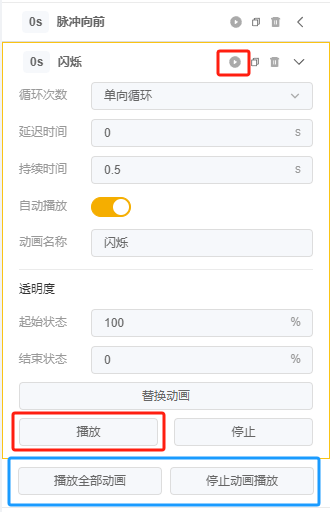 0s 脉冲向前
0s 闪烁
循环次数 单向循环
延迟时间 0 s
持续时间 0.5 s
自动播放
动画名称 闪烁
透明度
起始状态 100 %
结束状态 0 %
替换动画
播放 停止
播放全部动画 停止动画播放